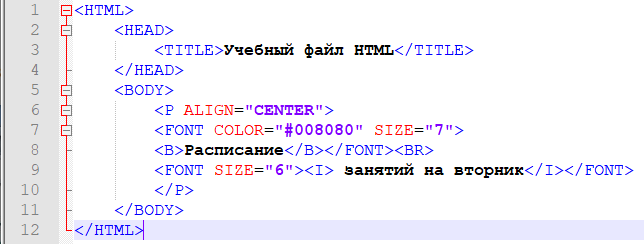 1 <HTML>
2 <HEAD>
3 <TITLE>Учебный файл HTML</TITLE>
4 </HEAD>
5 <BODY>
6 <P ALIGN="CENTER">
7 <FONT COLOR="#008080" SIZE="7">
8 <B>Расписание</B></FONT><BR>
9 <FONT SIZE="6"><I> занятий на вторник</I></FONT>
10 </P>
11 </BODY>
12 </HTML>